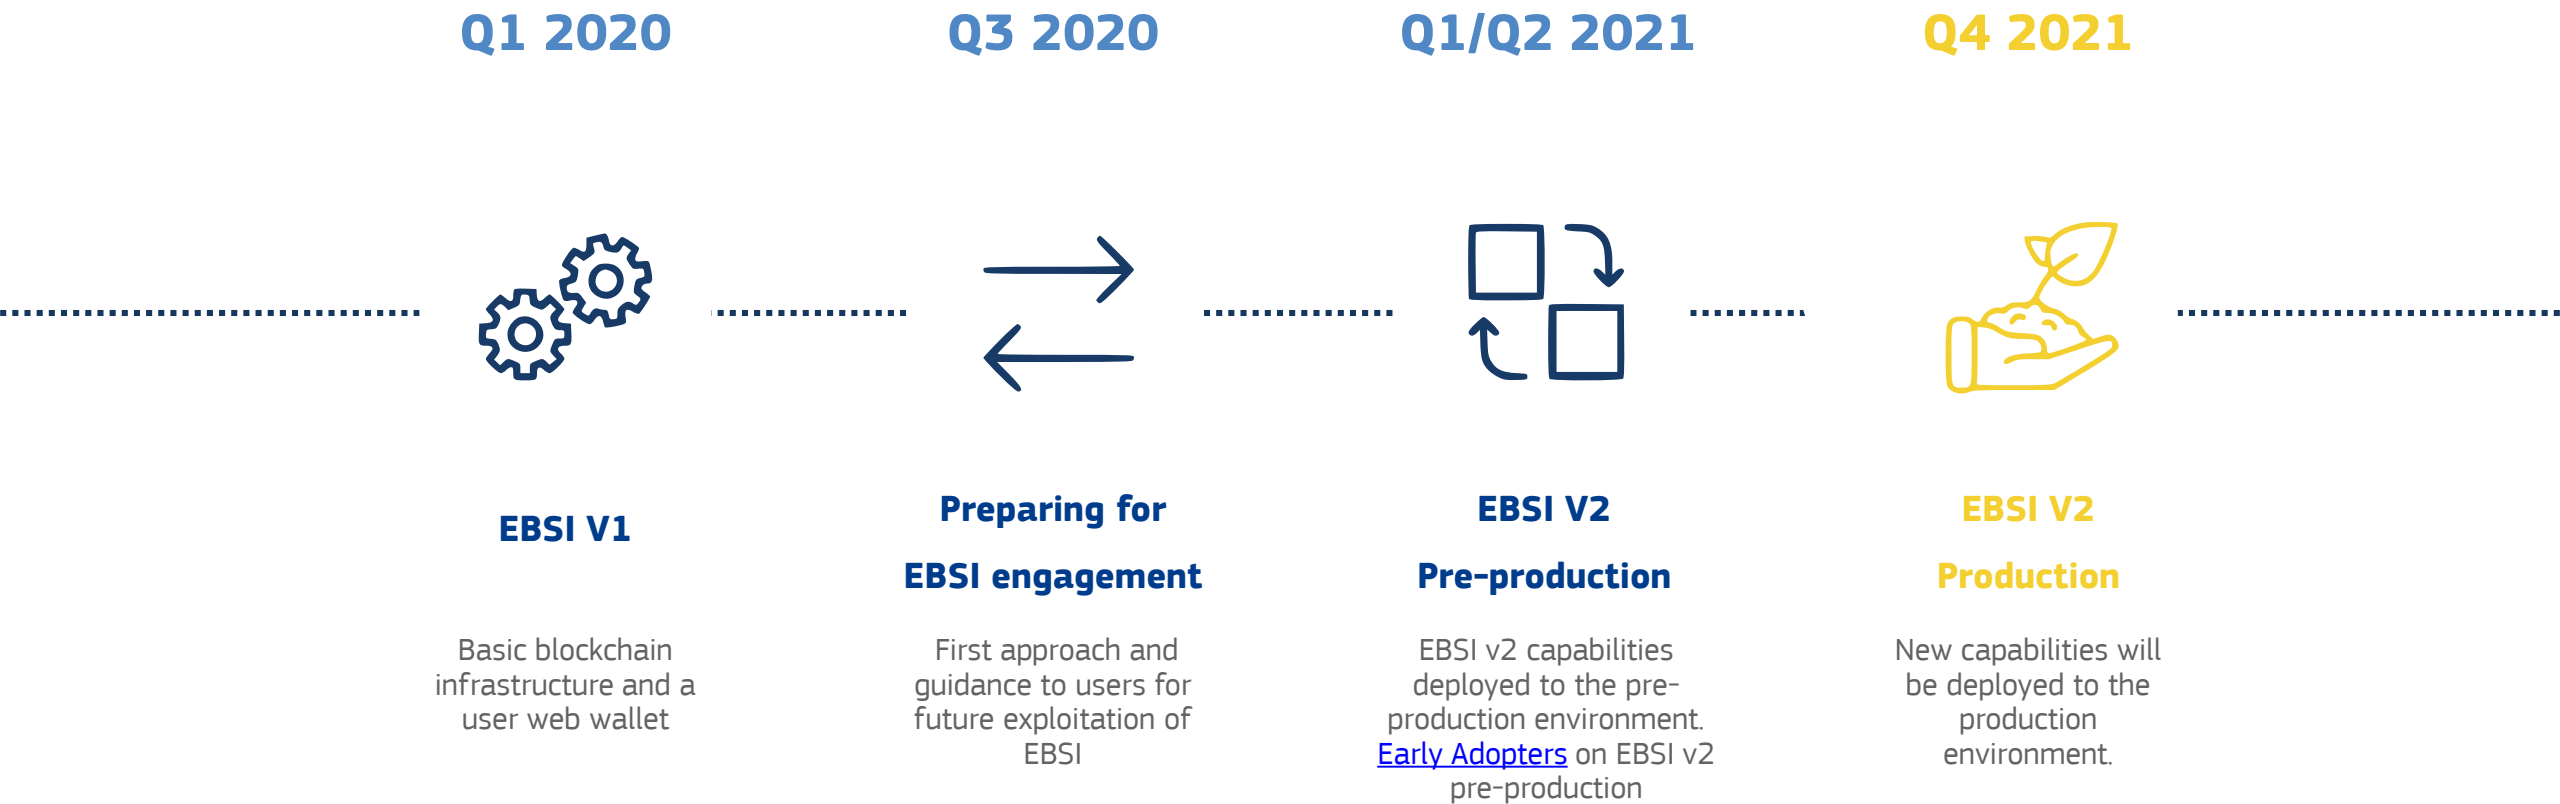 Q1 2020
Q3 2020
Q1/Q2 2021
Q4 2021
EBSI V1
Basic blockchain
infrastructure and a
user web wallet
Preparing for
EBSI engagement
First approach and
guidance to users for
future exploitation of
EBSI
EBSI V2
Pre-production
EBSI v2 capabilities
deployed to the pre-
production environment.
Early Adopters on EBSI v2
pre-production
EBSI V2
Production
New capabilities will
be deployed to the
production
environment.